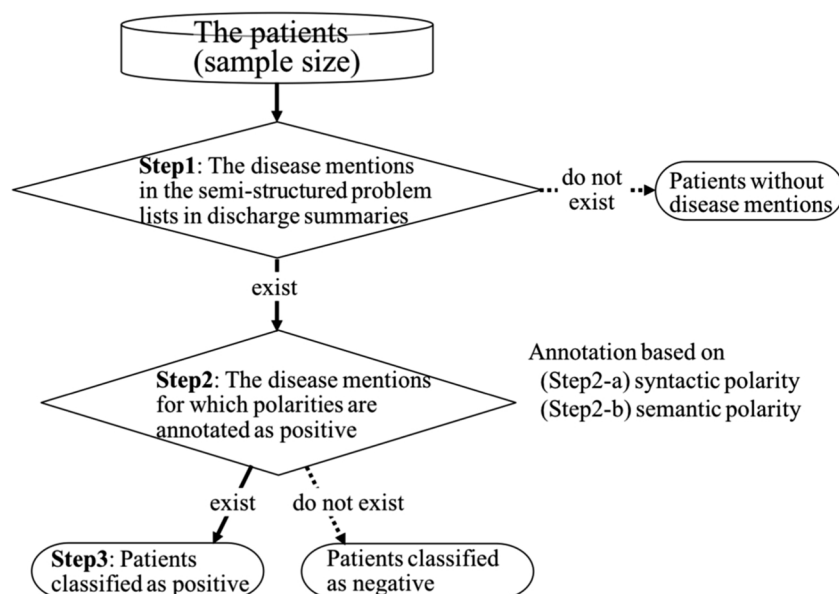 The patients
(sample size)
Step1: The disease mentions
in the semi-structured problem
lists in discharge summaries
do not
exist
Patients without
disease mentions
exist
Step2: The disease mentions
for which polarities are
annotated as positive
Annotation based on
(Step2-a) syntactic polarity
(Step2-b) semantic polarity
exist
do not exist
Step3: Patients
classified as positive
Patients classified
as negative